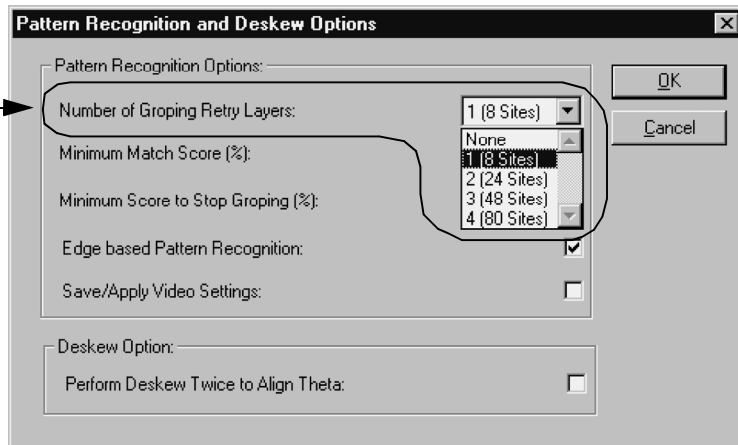 Pattern Recognition and Deskew Options
Pattern Recognition Options:
OK
Cancel
Number of Groping Retry Layers:
1 (8 Sites)
None
1 (8 Sites)
2 (24 Sites)
3 (48 Sites)
4 (80 Sites)
Minimum Match Score (%):
Minimum Score to Stop Groping (%):
Edge based Pattern Recognition:
Save/Apply Video Settings:
Deskew Option:
Perform Deskew Twice to Align Theta: